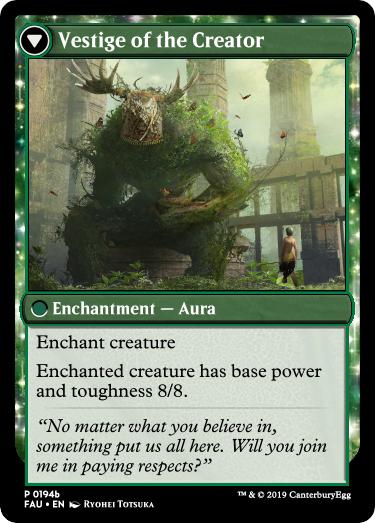 Vestige of the Creator
Enchantment — Aura
Enchant creature
Enchanted creature has base power
and toughness 8/8.
“No matter what you believe in,
something put us all here. Will you join
me in paying respects?”
P 0194b
FAU • EN Ryohei Totsuka
™ & © 2019 CanterburyEgg